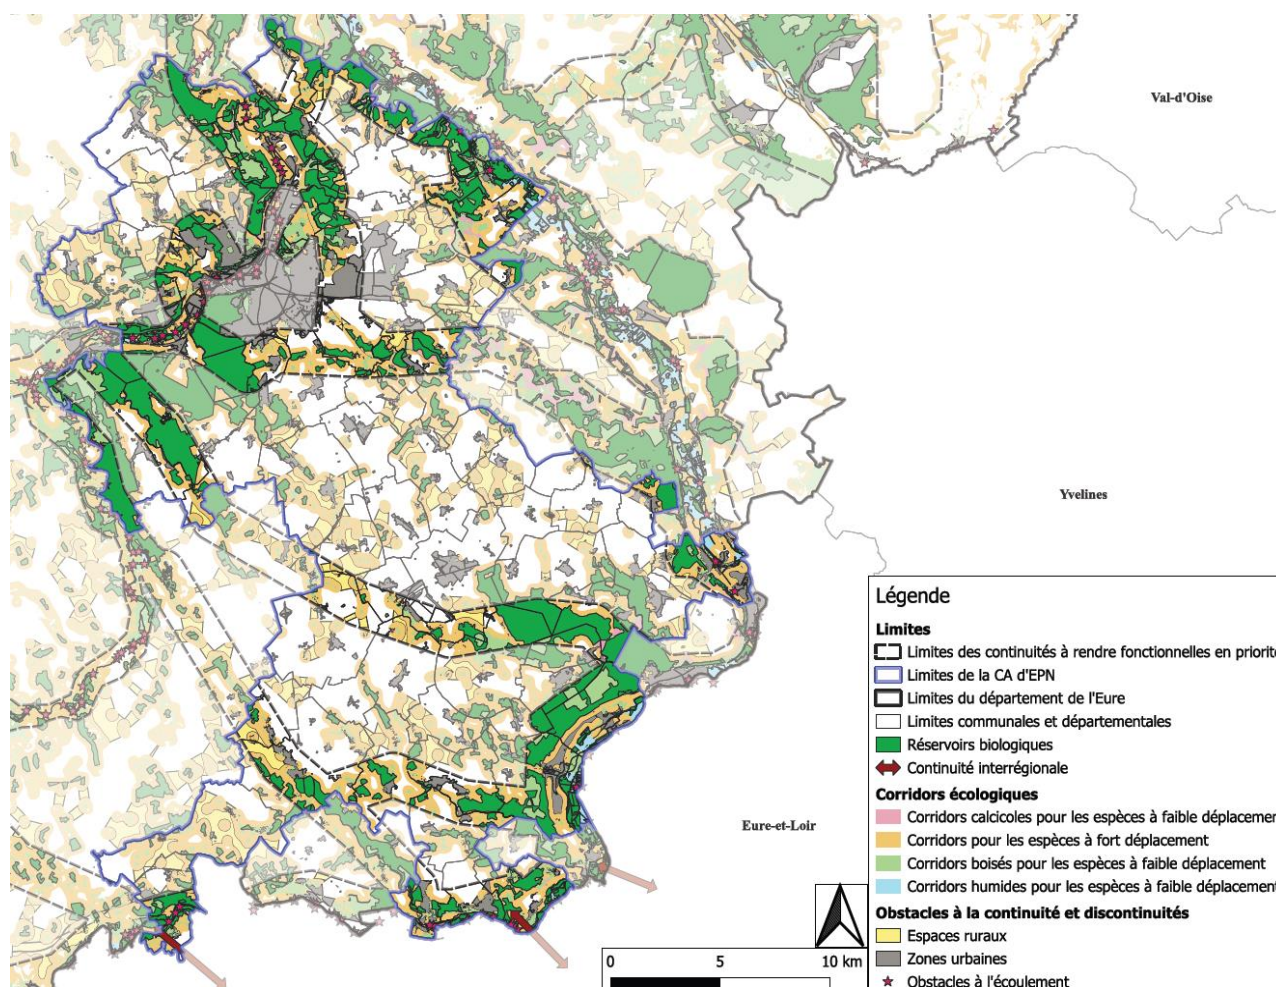 Val-d'Oise
Yvelines
Eure-et-Loir
Légende
Limites
Limites des continuités à rendre fonctionnelles en priorité
Limites de la CA d'EPN
Limites du département de l'Eure
Limites communales et départementales
Réservoirs biologiques
Continuité interrégionale
Corridors écologiques
Corridors calcicoles pour les espèces à faible déplacemen
Corridors pour les espèces à fort déplacement
Corridors boisés pour les espèces à faible déplacement
Corridors humides pour les espèces à faible déplacement
Obstacles à la continuité et discontinuités
Espaces ruraux
Zones urbaines
Obstacles à l'écoulement
0 5 10 km